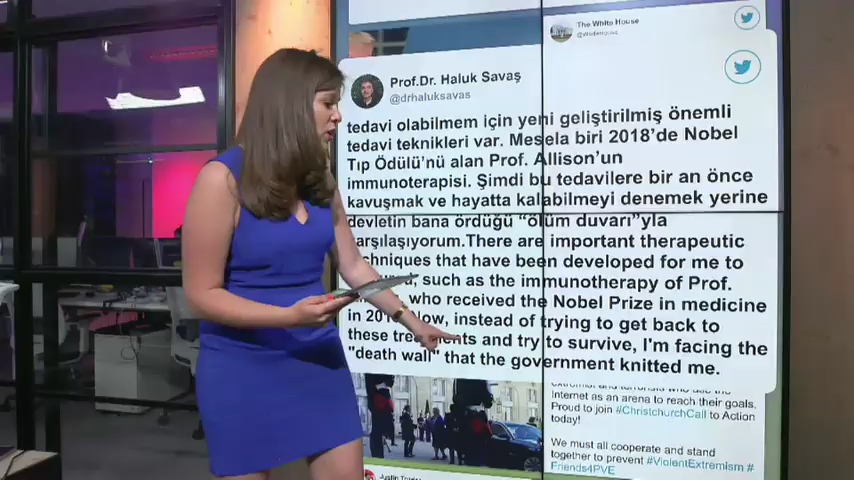 The White House
Prof.Dr. Haluk Savaş
@drhaluksavas
tedavi olabilmem için yeni geliştirilmiş önemli
tedavi teknikleri var. Mesela biri 2018'de Nobel
Tıp Ödülü'nü alan Prof. Allison'un
immunoterapisi. Şimdi bu tedavilere bir an önce
kavuşmak ve hayatta kalabilmeyi denemek yerine
devletin bana ördüğü "ölüm duvarı"yla
karşılaşıyorum.There are important therapeutic
techniques that have been developed for me to
such as the immunotherapy of Prof.
who received the Nobel Prize in medicine
in 2018. Now, instead of trying to get back to
these treatments and try to survive, I'm facing the
"death wall" that the government knitted me.
extremist and terrorists who use the
Internet as an arena to reach their goals.
Proud to join #ChristchurchCall to Action
today!
We must all cooperate and stand
together to prevent #ViolentExtremism #
Friends4PVE
Justin